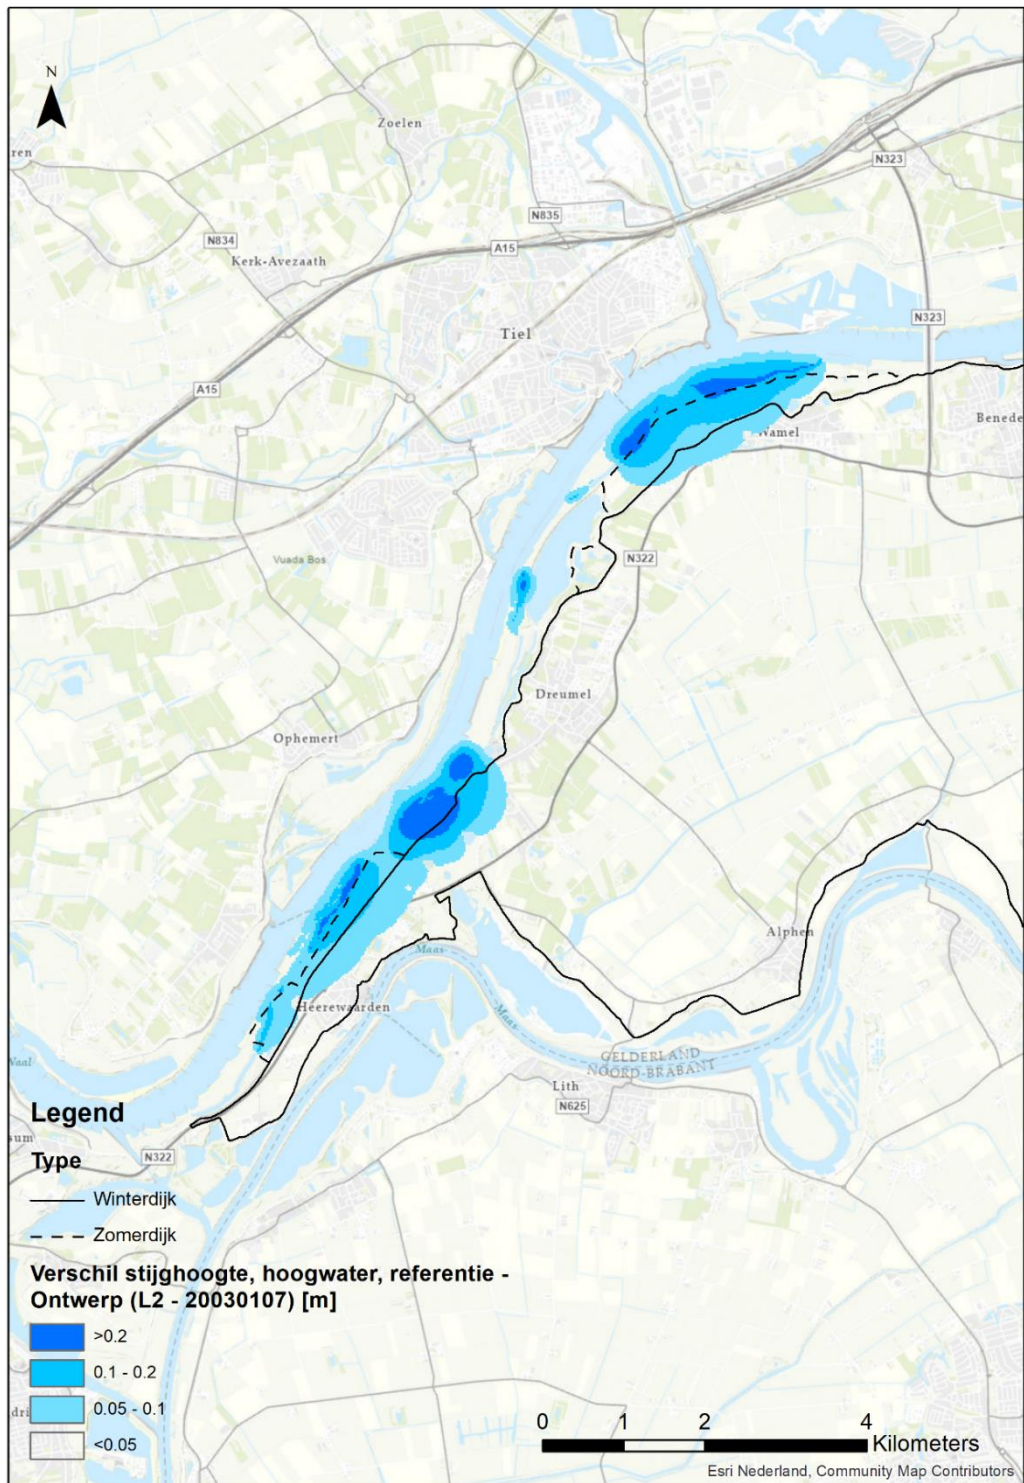 N
Zoelen
ren
N323
N835
N834
A15
Kerk-Avezaath
N323
Tiel
A15
Benede
Wamel
Vuada Bos
N322
Dreumel
Ophemert
Alphen
Maas
Heerewaarden
Maas
Waal
GELDERLAND
NOORD-BRABANT
Lith
N625
Legend
sum
N322
Type
Winterdijk
Zomerdijk
Verschil stijghoogte, hoogwater, referentie -
Ontwerp (L2 - 20030107) [m]
>0.2
0.1 - 0.2
0.05 - 0.1
dri
<0.05
0 1 2 4
Kilometers
Esri Nederland, Community Map Contributors